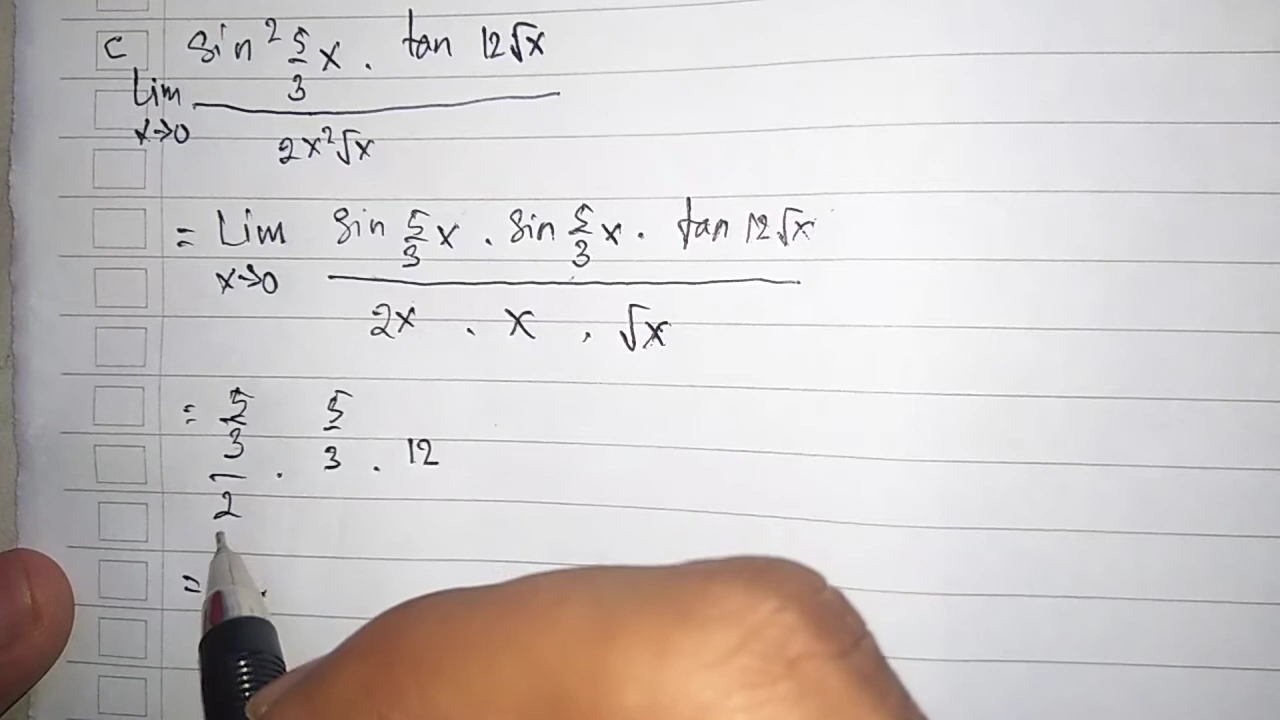 c sin² 5/3 x . tan 12√x
Lim
x→0 2x²√x
= Lim sin 5/3 x . sin 5/3 x . tan 12√x
x→0 2x . x . √x
= 5/3/2 . 5/3 . 12
=